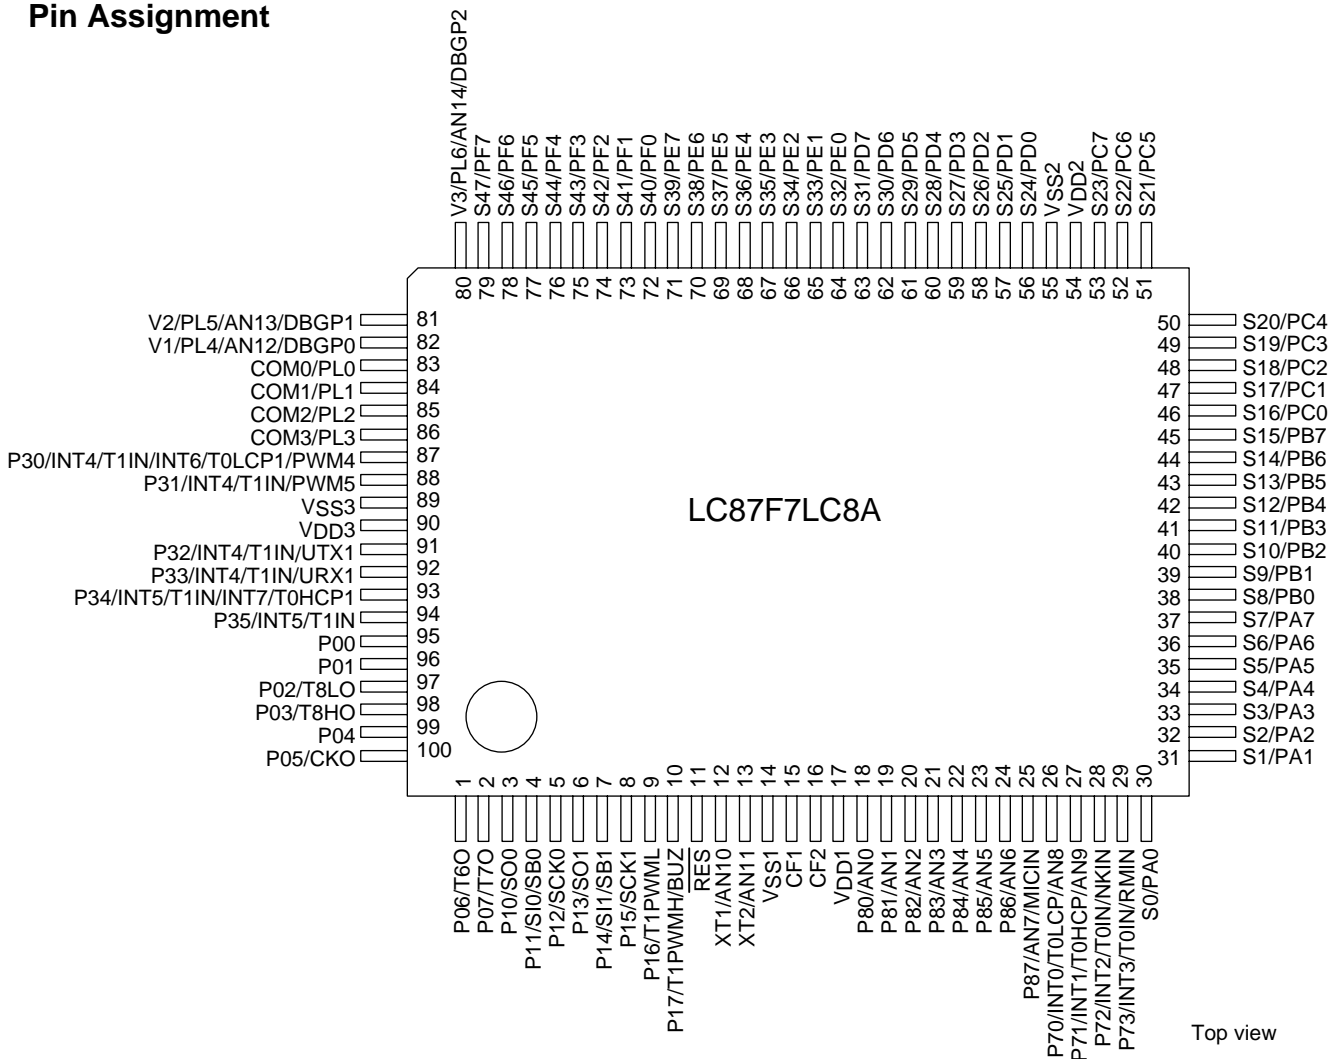 Pin Assignment
V3/PL6/AN14/DBGP2
S47/PF7
S46/PF6
S45/PF5
S44/PF4
S43/PF3
S42/PF2
S41/PF1
S40/PF0
S39/PE7
S38/PE6
S37/PE5
S36/PE4
S35/PE3
S34/PE2
S33/PE1
S32/PE0
S31/PD7
S30/PD6
S29/PD5
S28/PD4
S27/PD3
S26/PD2
S25/PD1
S24/PD0
VSS2
VDD2
S23/PC7
S22/PC6
S21/PC5
80
79
78
77
76
75
74
73
72
71
70
69
68
67
66
65
64
63
62
61
60
59
58
57
56
55
54
53
52
51
V2/PL5/AN13/DBGP1 81
V1/PL4/AN12/DBGP0 82
COM0/PL0 83
COM1/PL1 84
COM2/PL2 85
COM3/PL3 86
P30/INT4/T1IN/INT6/T0LCP1/PWM4 87
P31/INT4/T1IN/PWM5 88
VSS3 89
VDD3 90
P32/INT4/T1IN/UTX1 91
P33/INT4/T1IN/URX1 92
P34/INT5/T1IN/INT7/T0HCP1 93
P35/INT5/T1IN 94
P00 95
P01 96
P02/T8LO 97
P03/T8HO 98
P04 99
P05/CKO 100
LC87F7LC8A
50 S20/PC4
49 S19/PC3
48 S18/PC2
47 S17/PC1
46 S16/PC0
45 S15/PB7
44 S14/PB6
43 S13/PB5
42 S12/PB4
41 S11/PB3
40 S10/PB2
39 S9/PB1
38 S8/PB0
37 S7/PA7
36 S6/PA6
35 S5/PA5
34 S4/PA4
33 S3/PA3
32 S2/PA2
31 S1/PA1
1
2
3
4
5
6
7
8
9
10
11
12
13
14
15
16
17
18
19
20
21
22
23
24
25
26
27
28
29
30
P06/T6O
P07/T7O
P10/SO0
P11/SI0/SB0
P12/SCK0
P13/SO1
P14/SI1/SB1
P15/SCK1
P16/T1PWML
P17/T1PWMH/BUZ
RES
XT1/AN10
XT2/AN11
VSS1
CF1
CF2
VDD1
P80/AN0
P81/AN1
P82/AN2
P83/AN3
P84/AN4
P85/AN5
P86/AN6
P87/AN7/MICIN
P70/INT0/T0LCP/AN8
P71/INT1/T0HCP/AN9
P72/INT2/T0IN/NKIN
P73/INT3/T0IN/RMIN
S0/PA0
Top view